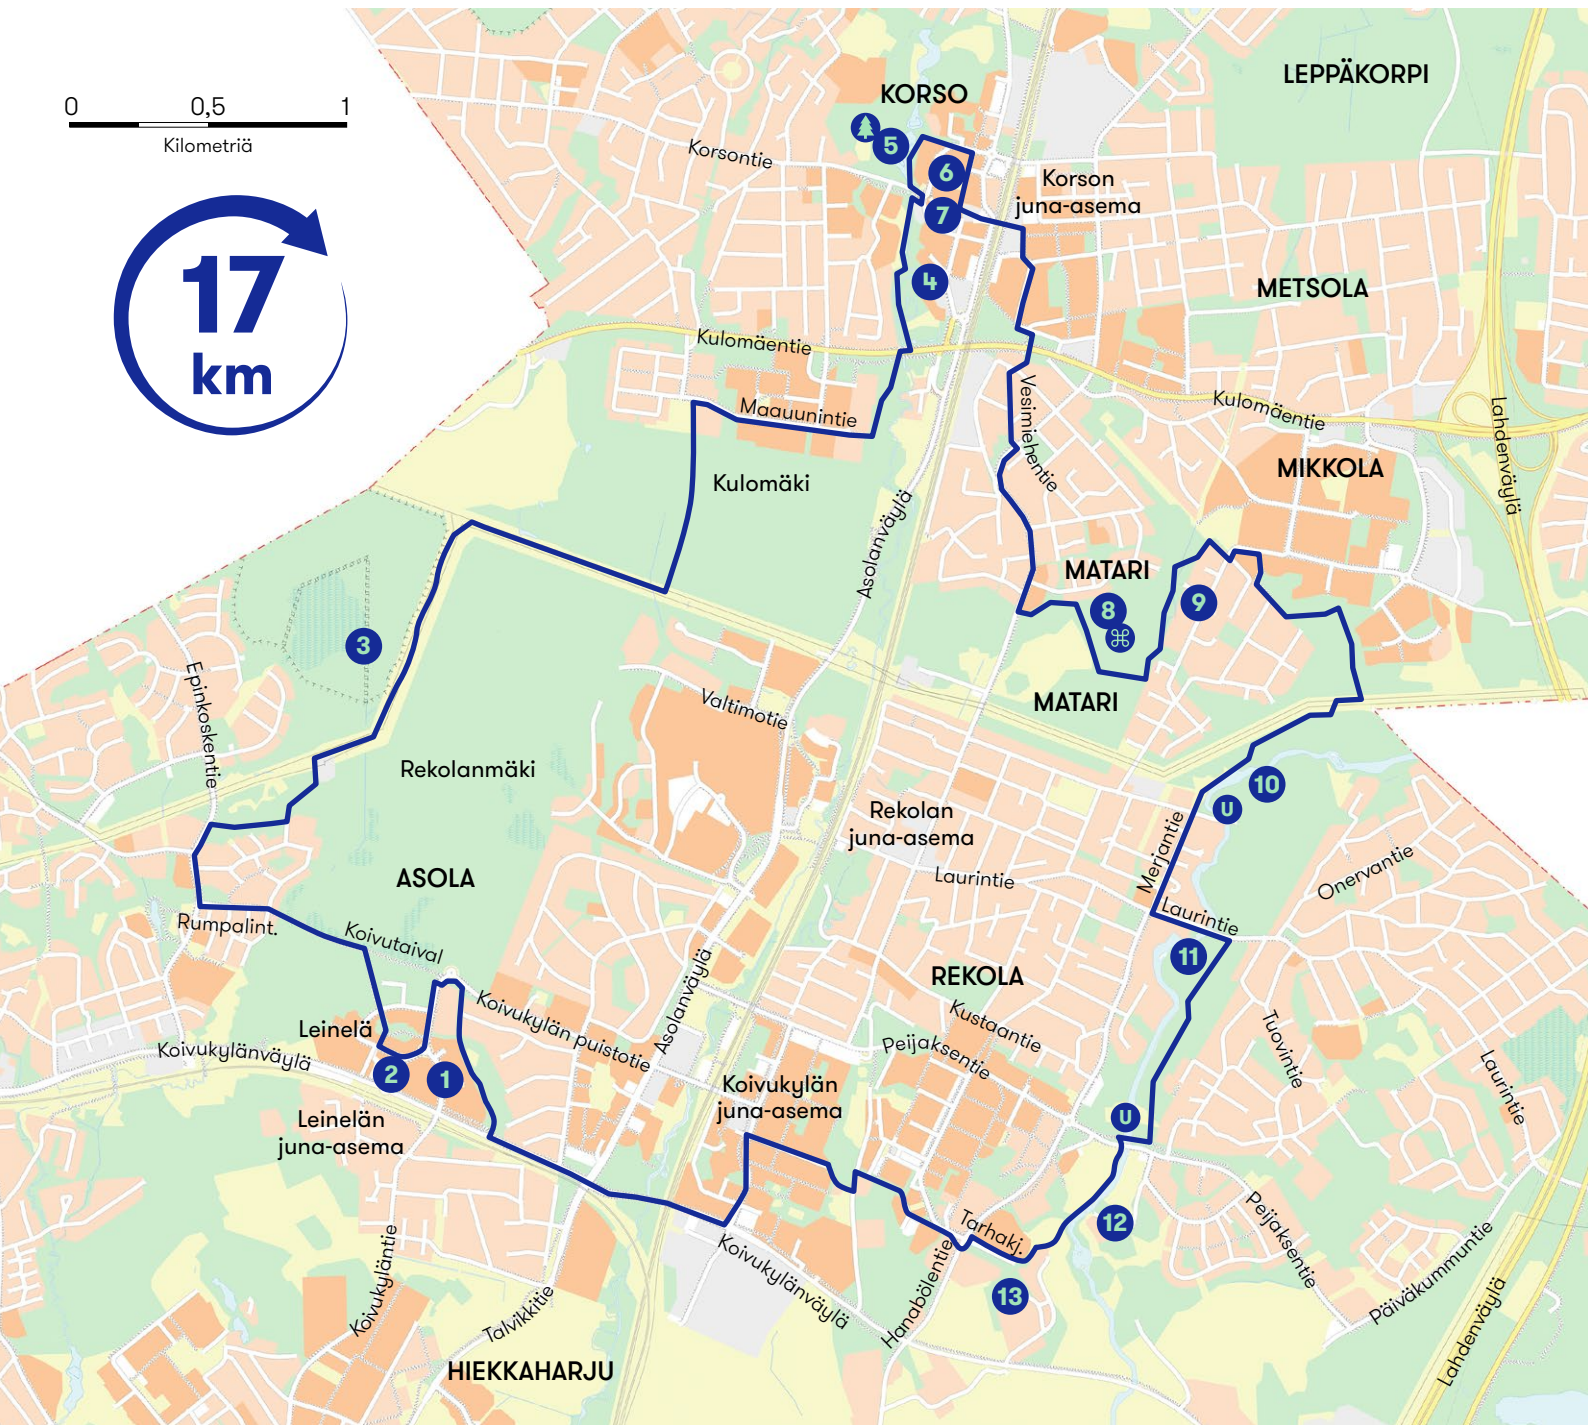 0 0,5 1
Kilometriä
17
km
LEPPÄKORPI
KORSO
5
6
7
4
Korsontie
Korson
juna-asema
METSOLA
Kulomäentie
Maauunintie
Vesimiehentie
Kulomäentie
Lahdenväylä
MIKKOLA
Kulomäki
Asolanväylä
MATARI
8
⌘
9
3
Epinkoskentie
Valtimotie
MATARI
Rekolanmäki
10
U
Rekolan
juna-asema
Merjantie
Onervantie
ASOLA
Laurintie
Laurintie
Rumpalint.
Koivutaival
11
REKOLA
Koivukylän puistotie
Asolanväylä
Kustaantie
Peijaksentie
Leinelä
Koivukylänväylä
2
1
Tuovintie
Laurintie
Koivukylän
juna-asema
Leinelän
juna-asema
U
12
Peijaksentie
Tarhakj.
Koivukyläntie
Talvikkitie
Koivukylänväylä
Hanabölentie
13
Päiväkummuntie
Lahdenväylä
HIEKKAHARJU